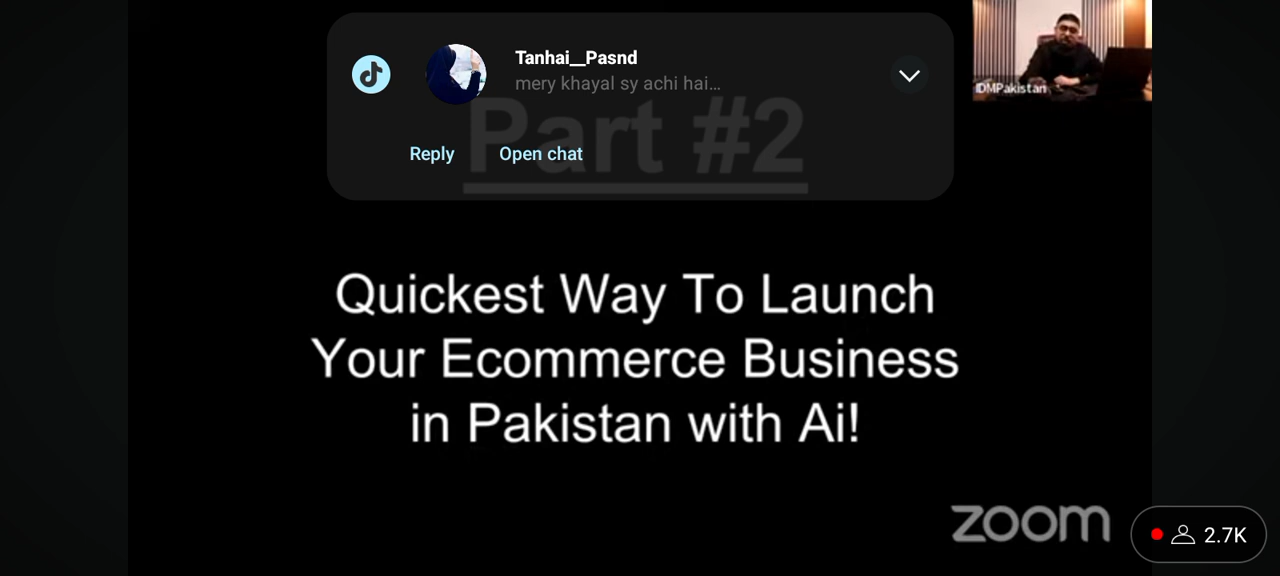 Tanhai__Pasnd
mery khayal sy achi hai...
IDMPakistan
Part #2
Reply Open chat
Quickest Way To Launch
Your Ecommerce Business
in Pakistan with Ai!
zoom
2.7K